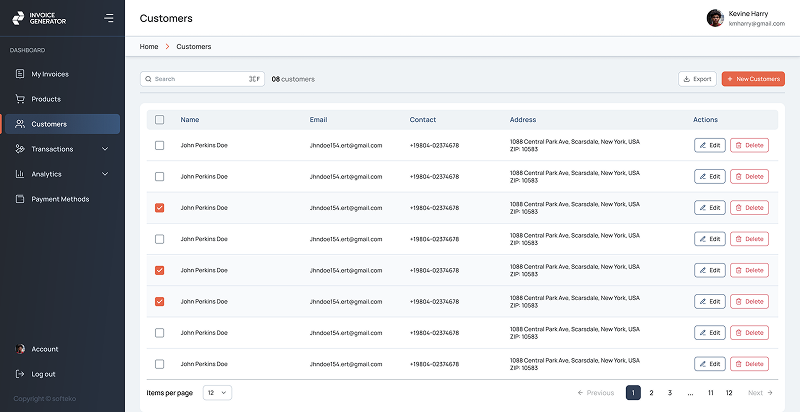 INVOICE
GENERATOR
DASHBOARD
My Invoices
Products
Customers
Transactions
Analytics
Payment Methods
Account
Log out
Copyright © softeko
Customers
Kevine Harry
kmharry@gmail.com
Home > Customers
Search ⌘F 08 customers
Export + New Customers
Name Email Contact Address Actions
John Perkins Doe Jhndoe154.ert@gmail.com +19804-02374678 1088 Central Park Ave, Scarsdale, New York, USA Edit Delete
ZIP: 10583
John Perkins Doe Jhndoe154.ert@gmail.com +19804-02374678 1088 Central Park Ave, Scarsdale, New York, USA Edit Delete
ZIP: 10583
John Perkins Doe Jhndoe154.ert@gmail.com +19804-02374678 1088 Central Park Ave, Scarsdale, New York, USA Edit Delete
ZIP: 10583
John Perkins Doe Jhndoe154.ert@gmail.com +19804-02374678 1088 Central Park Ave, Scarsdale, New York, USA Edit Delete
ZIP: 10583
John Perkins Doe Jhndoe154.ert@gmail.com +19804-02374678 1088 Central Park Ave, Scarsdale, New York, USA Edit Delete
ZIP: 10583
John Perkins Doe Jhndoe154.ert@gmail.com +19804-02374678 1088 Central Park Ave, Scarsdale, New York, USA Edit Delete
ZIP: 10583
John Perkins Doe Jhndoe154.ert@gmail.com +19804-02374678 1088 Central Park Ave, Scarsdale, New York, USA Edit Delete
ZIP: 10583
John Perkins Doe Jhndoe154.ert@gmail.com +19804-02374678 1088 Central Park Ave, Scarsdale, New York, USA Edit Delete
ZIP: 10583
Items per page 12 ← Previous 1 2 3 ... 11 12 Next →